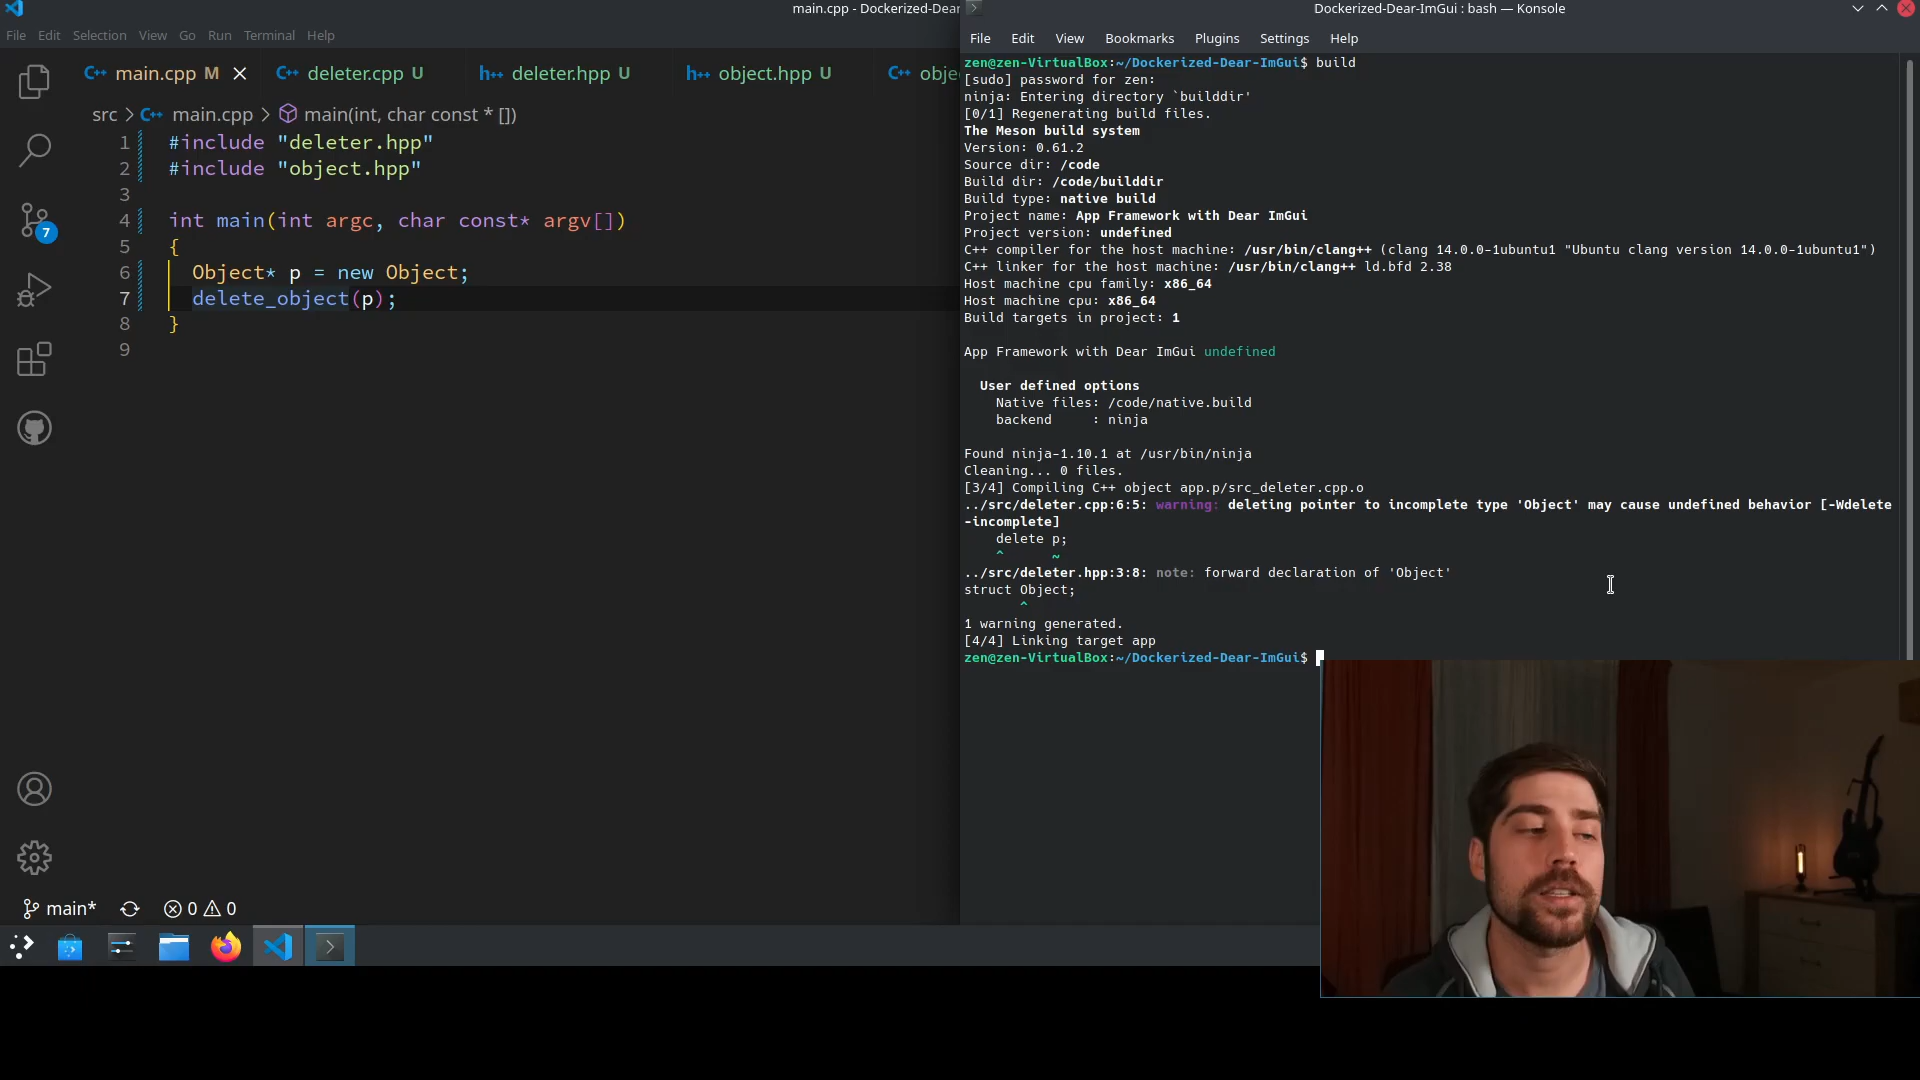 main.cpp - Dockerized-Dear
File Edit Selection View Go Run Terminal Help
main.cpp M
deleter.cpp U
deleter.hpp U
object.hpp U
obje
src > main.cpp > main(int, char const * [])
1 #include "deleter.hpp"
2 #include "object.hpp"
3
4 int main(int argc, char const* argv[])
5 {
6 Object* p = new Object;
7 delete_object(p);
8 }
9
7
main* 0 0
Dockerized-Dear-ImGui : bash — Konsole
File Edit View Bookmarks Plugins Settings Help
zen@zen-VirtualBox:~/Dockerized-Dear-ImGui$ build
[sudo] password for zen:
ninja: Entering directory `builddir'
[0/1] Regenerating build files.
The Meson build system
Version: 0.61.2
Source dir: /code
Build dir: /code/builddir
Build type: native build
Project name: App Framework with Dear ImGui
Project version: undefined
C++ compiler for the host machine: /usr/bin/clang++ (clang 14.0.0-1ubuntu1 "Ubuntu clang version 14.0.0-1ubuntu1")
C++ linker for the host machine: /usr/bin/clang++ ld.bfd 2.38
Host machine cpu family: x86_64
Host machine cpu: x86_64
Build targets in project: 1
App Framework with Dear ImGui undefined
User defined options
Native files: /code/native.build
backend : ninja
Found ninja-1.10.1 at /usr/bin/ninja
Cleaning... 0 files.
[3/4] Compiling C++ object app.p/src_deleter.cpp.o
../src/deleter.cpp:6:5: warning: deleting pointer to incomplete type 'Object' may cause undefined behavior [-Wdelete
-incomplete]
delete p;
^ ~
../src/deleter.hpp:3:8: note: forward declaration of 'Object'
struct Object;
^
1 warning generated.
[4/4] Linking target app
zen@zen-VirtualBox:~/Dockerized-Dear-ImGui$